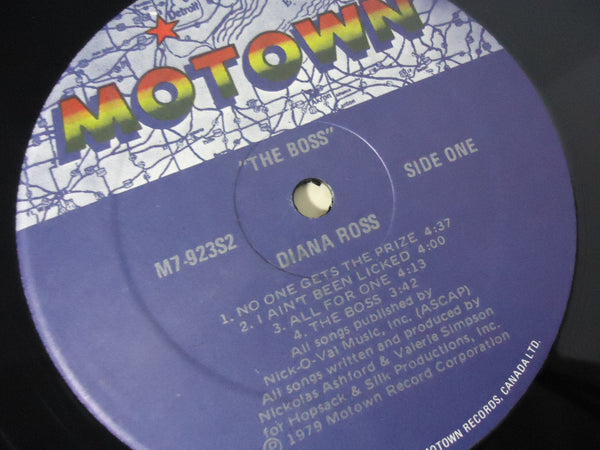 MOTOWN
"THE BOSS"
SIDE ONE
M7-923S2
DIANA ROSS
1. NO ONE GETS THE PRIZE 4:37
2. I AIN'T BEEN LICKED 4:00
3. ALL FOR ONE 4:13
4. THE BOSS 3:42
All songs published by
Nick-O-Val Music, Inc. (ASCAP)
All songs written and produced by
Nickolas Ashford & Valerie Simpson
for Hopsack & Silk Productions, Inc.
℗ 1979 Motown Record Corporation
MOTOWN RECORDS, CANADA LTD.